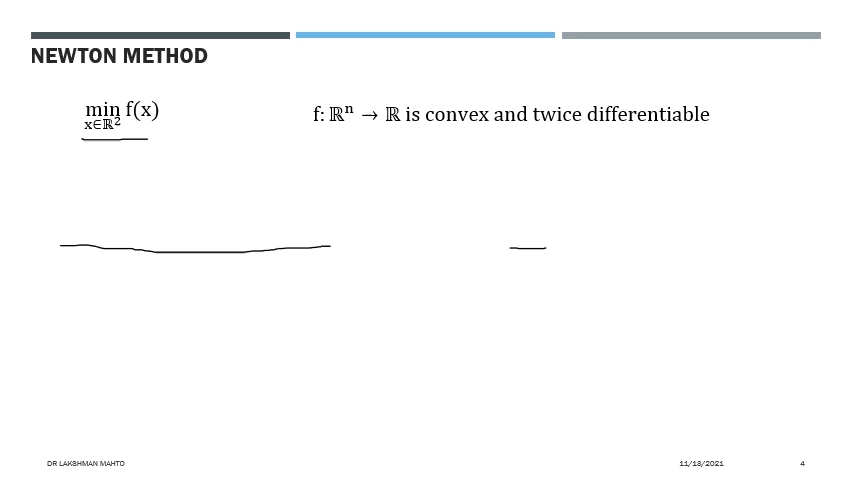 NEWTON METHOD
min f(x)
x∈ℝ²
f: ℝⁿ → ℝ is convex and twice differentiable
DR LAKSHMAN MAHTO
11/18/2021
4